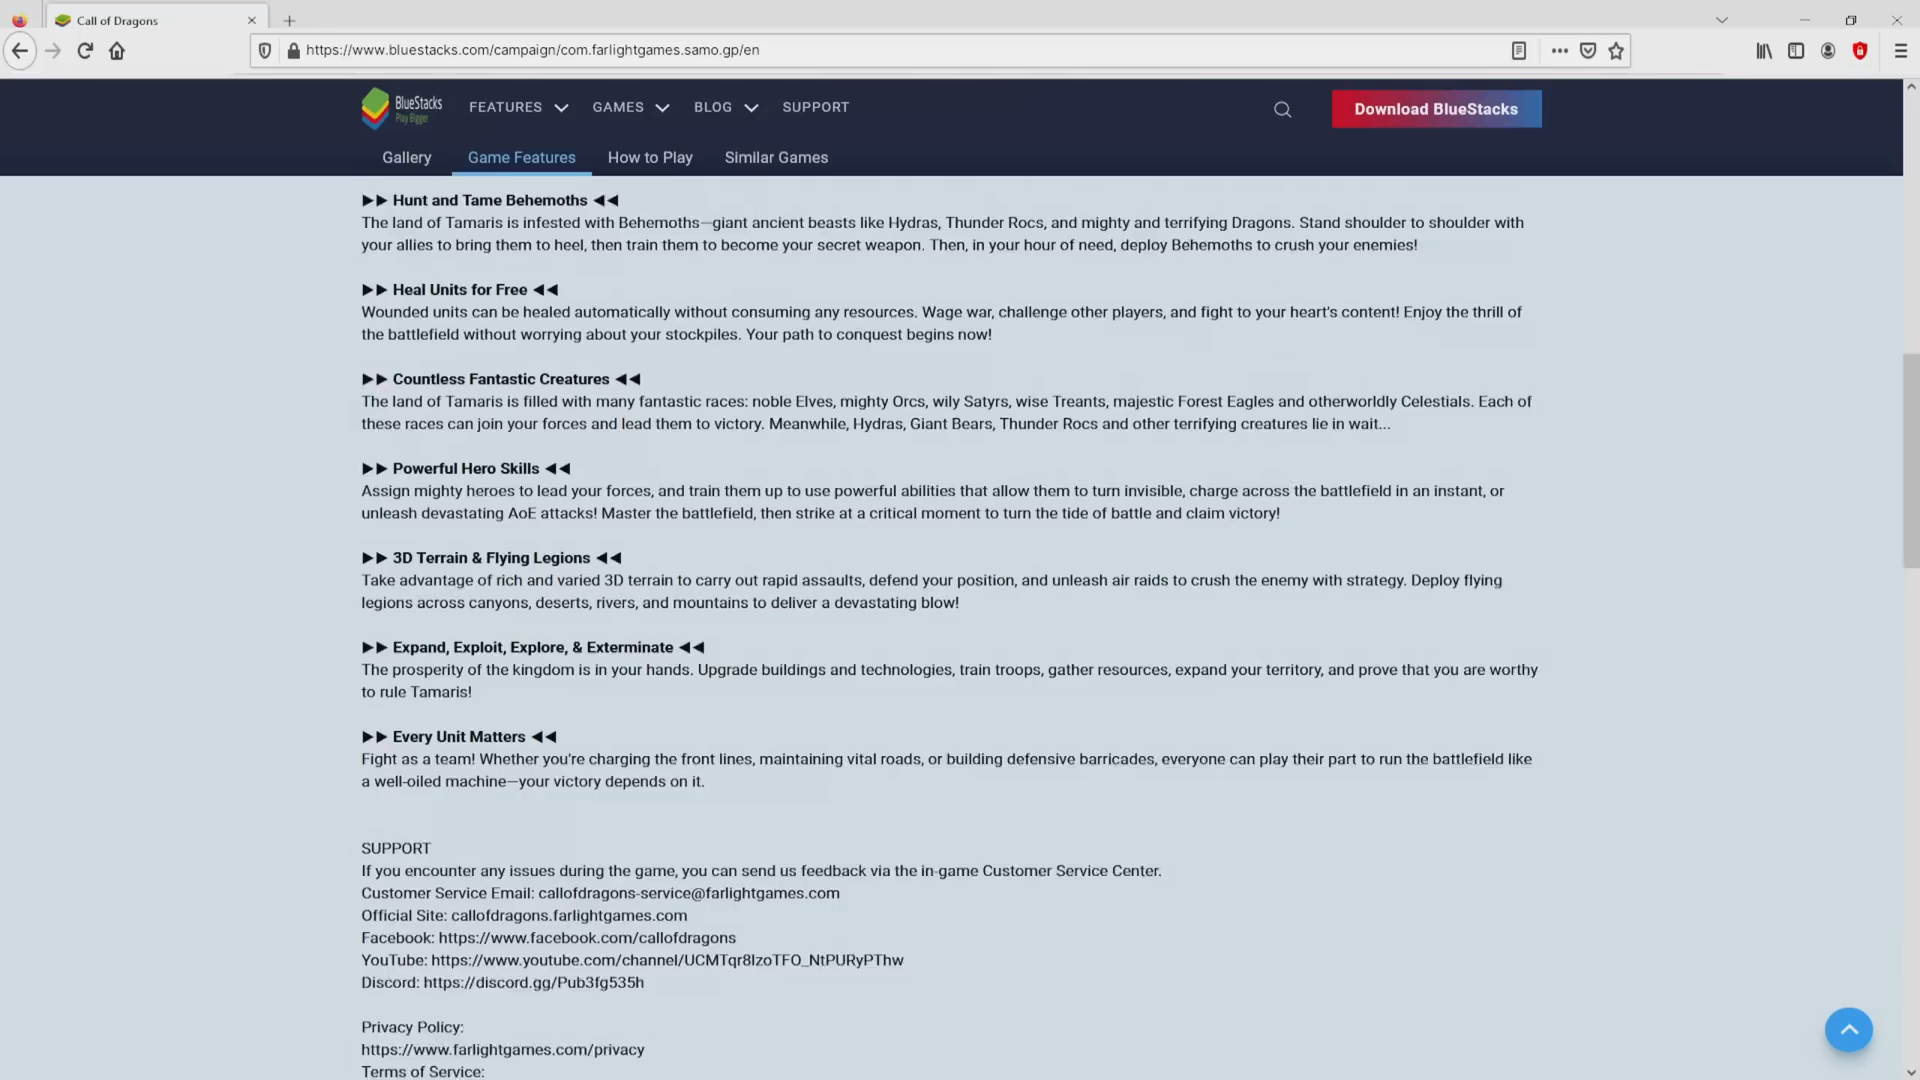 Call of Dragons
https://www.bluestacks.com/campaign/com.farlightgames.samo.gp/en
BlueStacks
Play Bigger
FEATURES
GAMES
BLOG
SUPPORT
Download BlueStacks
Gallery
Game Features
How to Play
Similar Games
►► Hunt and Tame Behemoths ◄◄
The land of Tamaris is infested with Behemoths—giant ancient beasts like Hydras, Thunder Rocs, and mighty and terrifying Dragons. Stand shoulder to shoulder with
your allies to bring them to heel, then train them to become your secret weapon. Then, in your hour of need, deploy Behemoths to crush your enemies!
►► Heal Units for Free ◄◄
Wounded units can be healed automatically without consuming any resources. Wage war, challenge other players, and fight to your heart's content! Enjoy the thrill of
the battlefield without worrying about your stockpiles. Your path to conquest begins now!
►► Countless Fantastic Creatures ◄◄
The land of Tamaris is filled with many fantastic races: noble Elves, mighty Orcs, wily Satyrs, wise Treants, majestic Forest Eagles and otherworldly Celestials. Each of
these races can join your forces and lead them to victory. Meanwhile, Hydras, Giant Bears, Thunder Rocs and other terrifying creatures lie in wait...
►► Powerful Hero Skills ◄◄
Assign mighty heroes to lead your forces, and train them up to use powerful abilities that allow them to turn invisible, charge across the battlefield in an instant, or
unleash devastating AoE attacks! Master the battlefield, then strike at a critical moment to turn the tide of battle and claim victory!
►► 3D Terrain & Flying Legions ◄◄
Take advantage of rich and varied 3D terrain to carry out rapid assaults, defend your position, and unleash air raids to crush the enemy with strategy. Deploy flying
legions across canyons, deserts, rivers, and mountains to deliver a devastating blow!
►► Expand, Exploit, Explore, & Exterminate ◄◄
The prosperity of the kingdom is in your hands. Upgrade buildings and technologies, train troops, gather resources, expand your territory, and prove that you are worthy
to rule Tamaris!
►► Every Unit Matters ◄◄
Fight as a team! Whether you're charging the front lines, maintaining vital roads, or building defensive barricades, everyone can play their part to run the battlefield like
a well-oiled machine—your victory depends on it.
SUPPORT
If you encounter any issues during the game, you can send us feedback via the in-game Customer Service Center.
Customer Service Email: callofdragons-service@farlightgames.com
Official Site: callofdragons.farlightgames.com
Facebook: https://www.facebook.com/callofdragons
YouTube: https://www.youtube.com/channel/UCMTqr8lzoTFO_NtPURyPThw
Discord: https://discord.gg/Pub3fg535h
Privacy Policy:
https://www.farlightgames.com/privacy
Terms of Service: